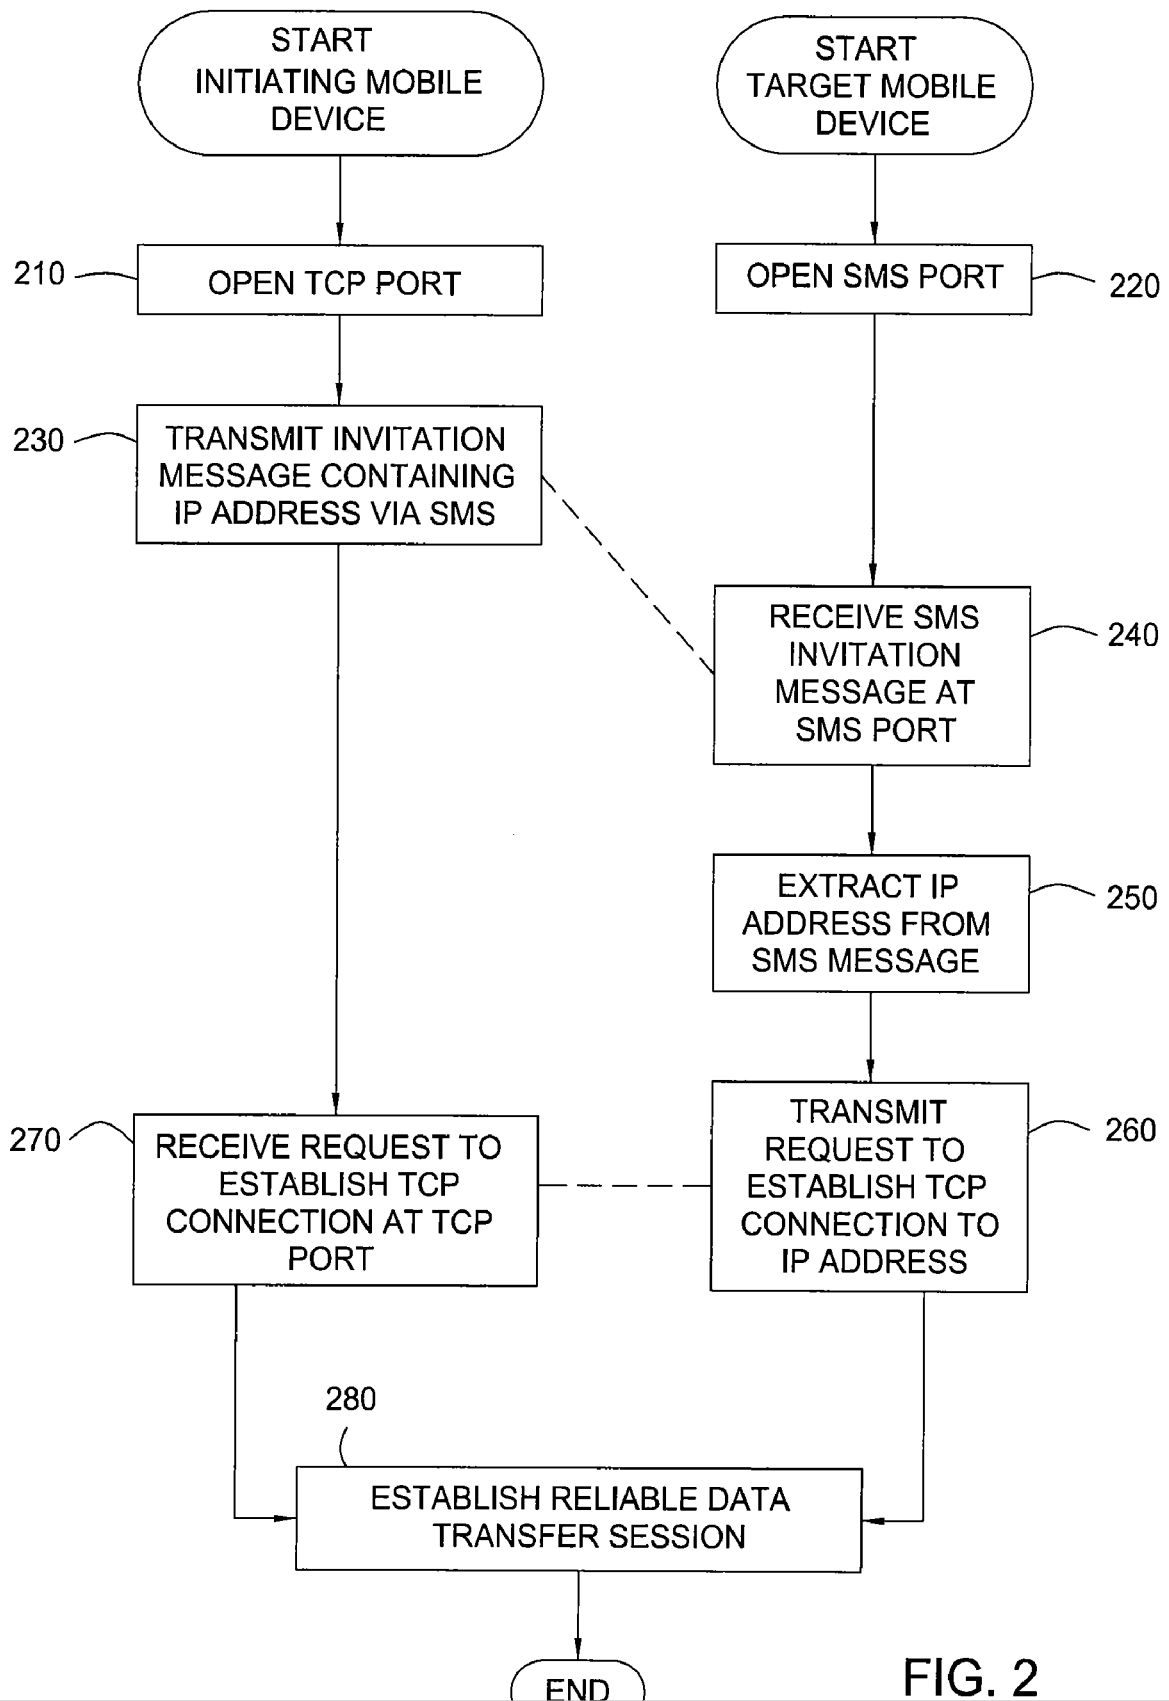 START
INITIATING MOBILE
DEVICE
START
TARGET MOBILE
DEVICE
210
OPEN TCP PORT
OPEN SMS PORT
220
230
TRANSMIT INVITATION
MESSAGE CONTAINING
IP ADDRESS VIA SMS
RECEIVE SMS
INVITATION
MESSAGE AT
SMS PORT
240
EXTRACT IP
ADDRESS FROM
SMS MESSAGE
250
270
RECEIVE REQUEST TO
ESTABLISH TCP
CONNECTION AT TCP
PORT
TRANSMIT
REQUEST TO
ESTABLISH TCP
CONNECTION TO
IP ADDRESS
260
280
ESTABLISH RELIABLE DATA
TRANSFER SESSION
END
FIG. 2